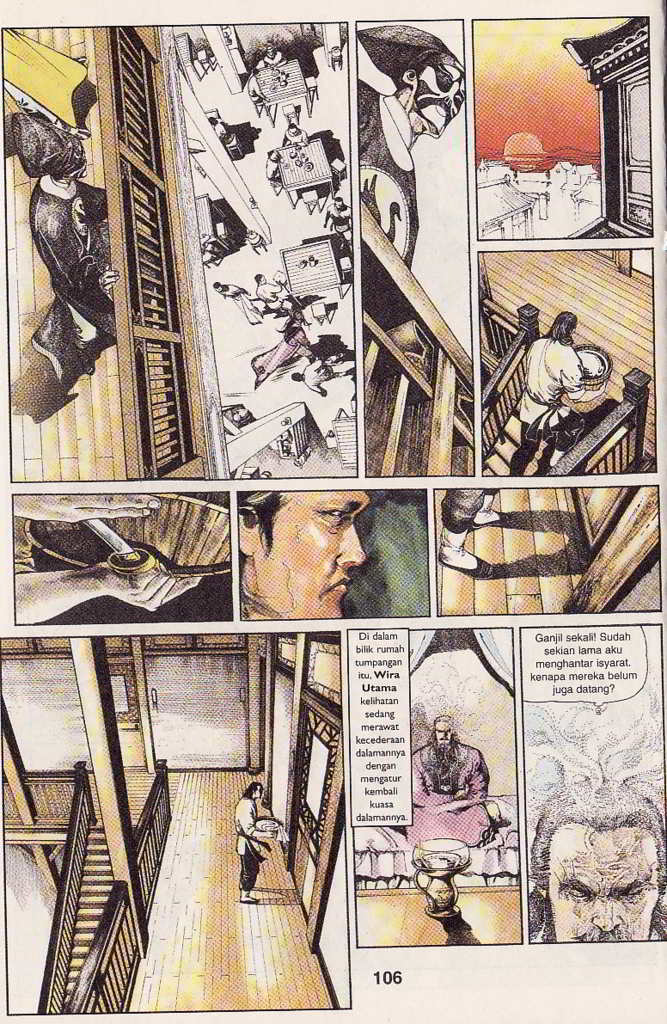 Di dalam
bilik rumah
tumpangan
itu, Wira
Utama
kelihatan
sedang
merawat
kecederaan
dalamannya
dengan
mengatur
kembali
kuasa
dalamannya.
Ganjil sekali! Sudah
sekian lama aku
menghantar isyarat.
kenapa mereka belum
juga datang?
106